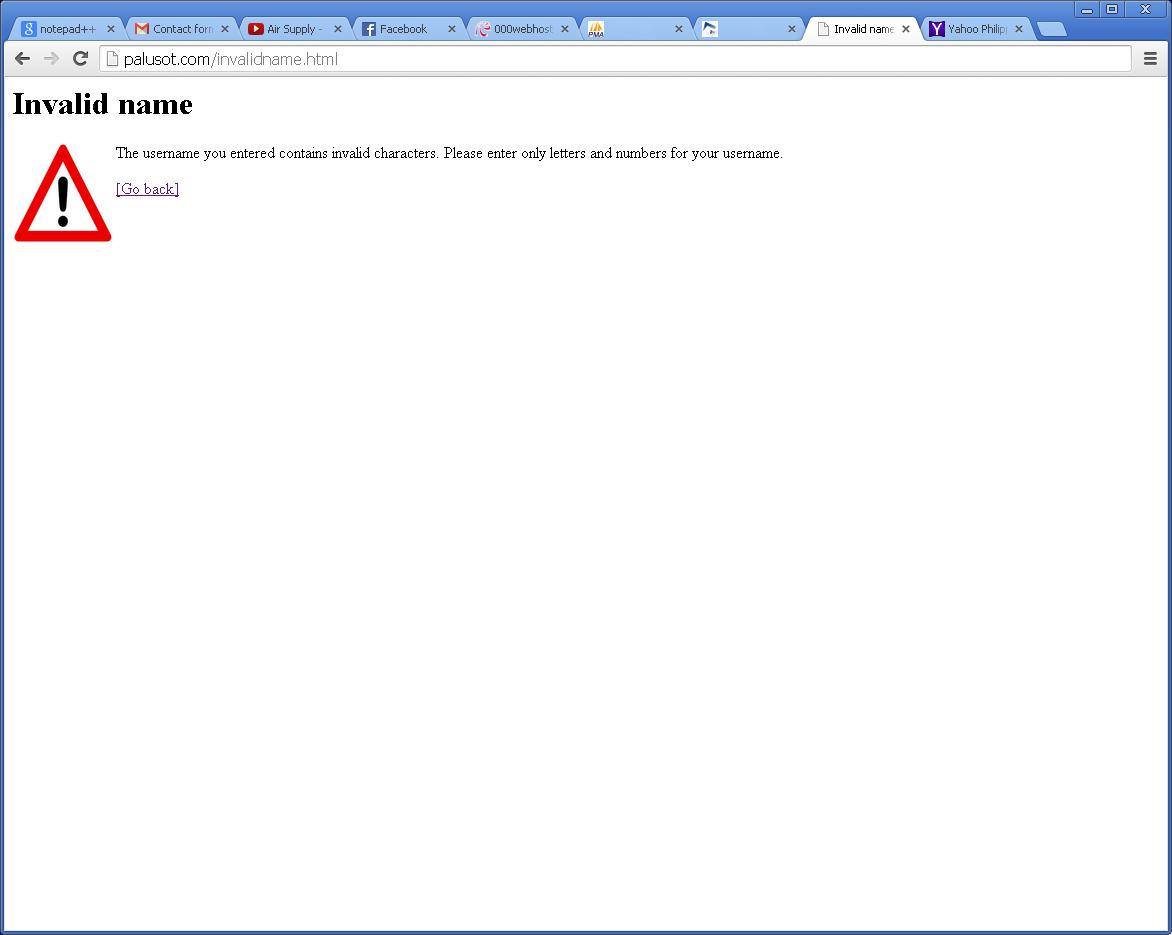 notepad++
Contact form
Air Supply -
Facebook
000webhost
PMA
Invalid name
Yahoo Philip
palusot.com/invalidname.html
Invalid name
The username you entered contains invalid characters. Please enter only letters and numbers for your username.
[Go back]